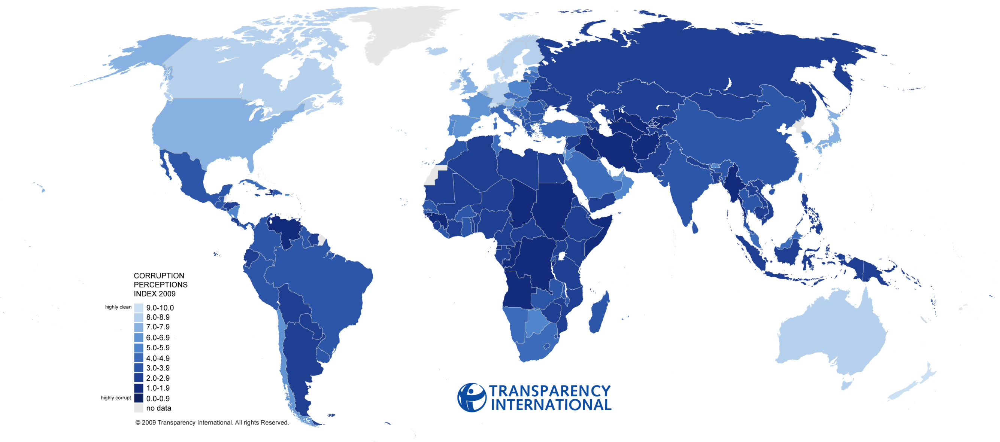 CORRUPTION
PERCEPTIONS
INDEX 2009
highly clean
9.0-10.0
8.0-8.9
7.0-7.9
6.0-6.9
5.0-5.9
4.0-4.9
3.0-3.9
2.0-2.9
1.0-1.9
highly corrupt
0.0-0.9
no data
© 2009 Transparency International. All rights Reserved.
TRANSPARENCY
INTERNATIONAL